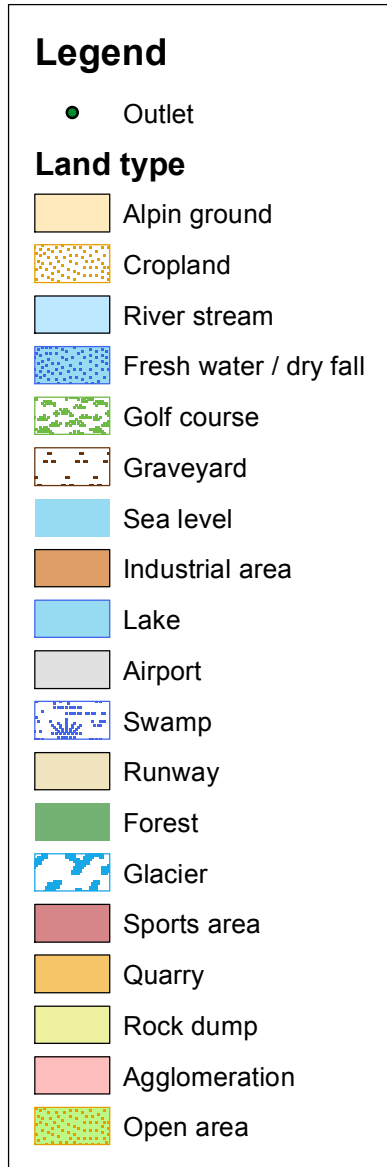 Legend
Outlet
Land type
Alpin ground
Cropland
River stream
Fresh water / dry fall
Golf course
Graveyard
Sea level
Industrial area
Lake
Airport
Swamp
Runway
Forest
Glacier
Sports area
Quarry
Rock dump
Agglomeration
Open area